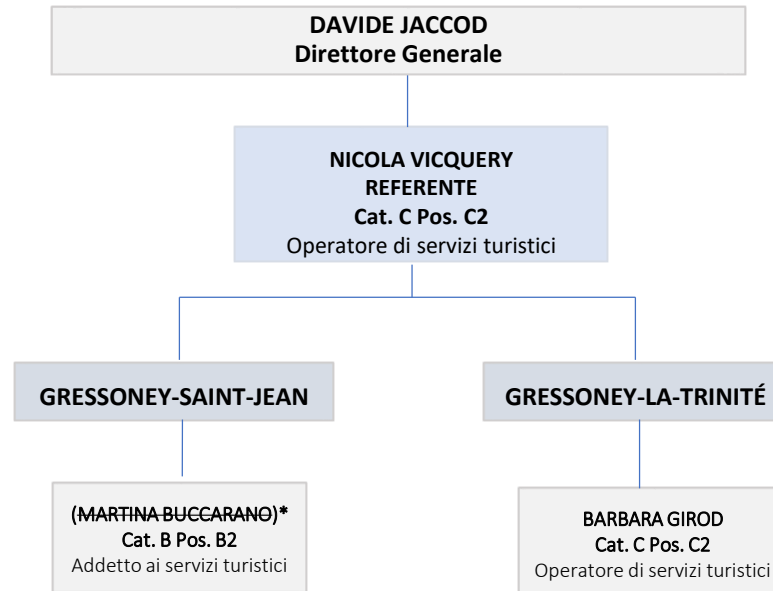 DAVIDE JACCOD
Direttore Generale
NICOLA VICQUERY
REFERENTE
Cat. C Pos. C2
Operatore di servizi turistici
GRESSONEY-SAINT-JEAN
GRESSONEY-LA-TRINITÉ
(MARTINA BUCCARANO)*
Cat. B Pos. B2
Addetto ai servizi turistici
BARBARA GIROD
Cat. C Pos. C2
Operatore di servizi turistici